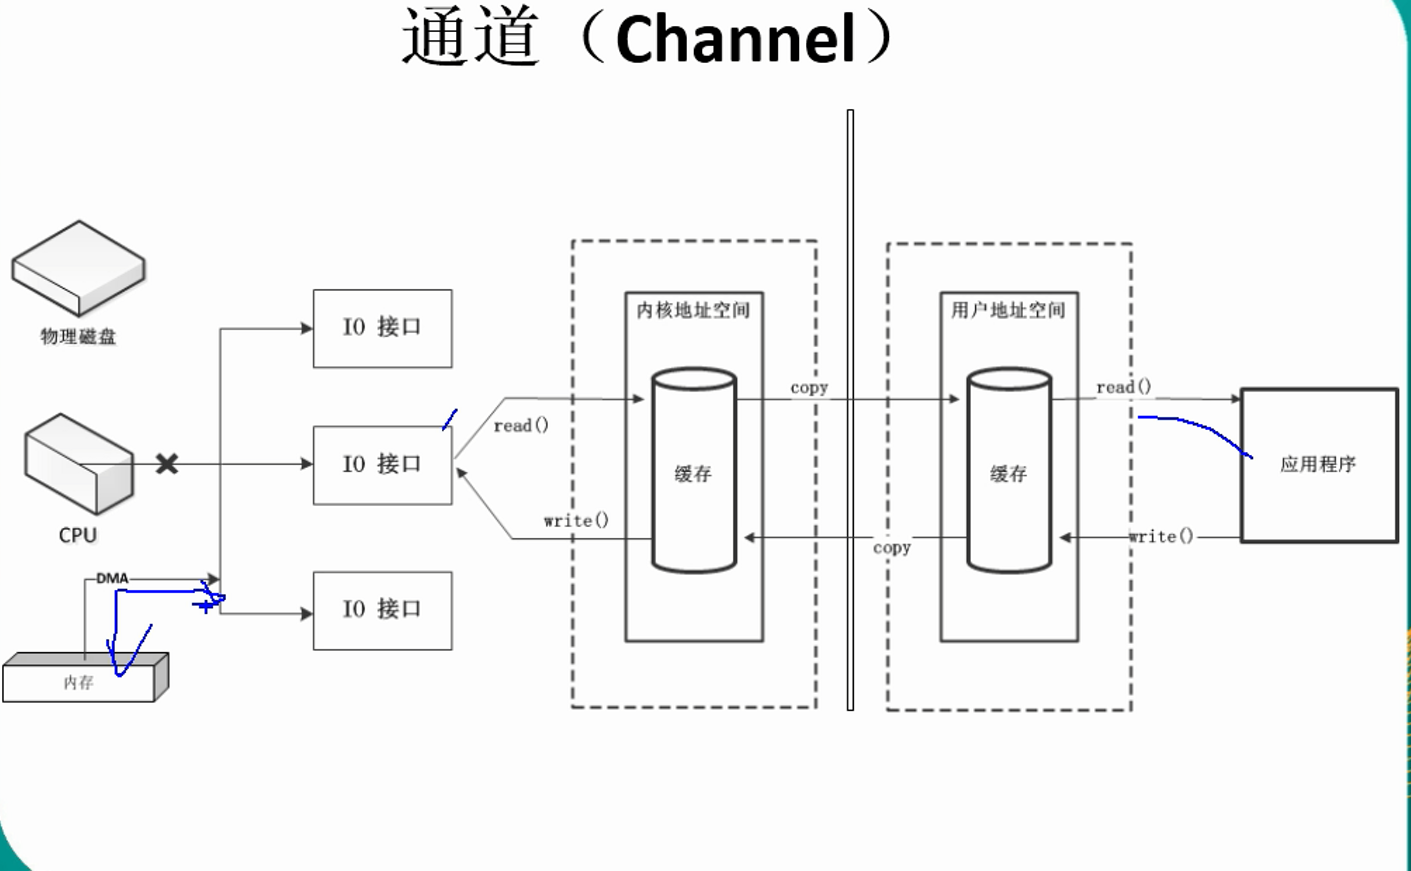 通道（Channel）
物理磁盘
CPU
DMA
内存
IO 接口
IO 接口
IO 接口
read()
write()
内核地址空间
缓存
copy
copy
用户地址空间
缓存
read()
write()
应用程序